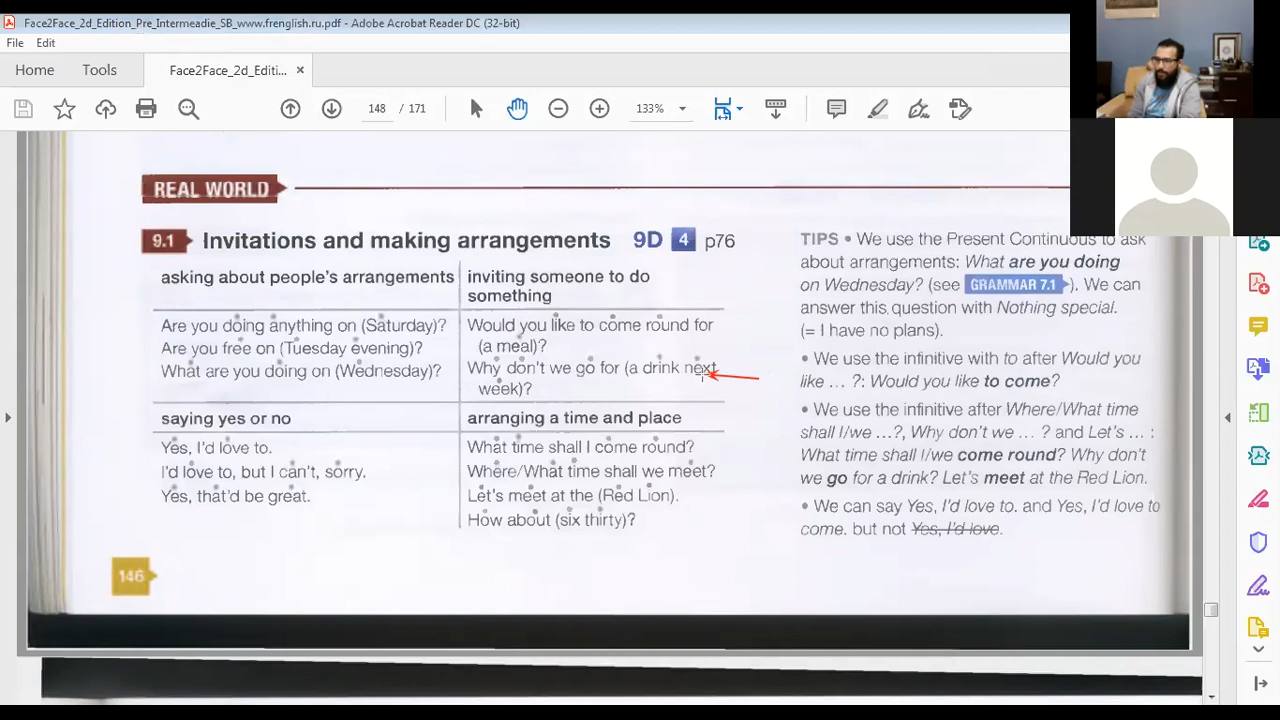 Face2Face_2d_Edition_Pre_Intermeadie_SB_www.frenglish.ru.pdf - Adobe Acrobat Reader DC (32-bit)
File Edit
Home Tools Face2Face_2d_Editi... ×
148 / 171 133%
REAL WORLD
9.1 Invitations and making arrangements 9D 4 p76
asking about people's arrangements
Are you doing anything on (Saturday)?
Are you free on (Tuesday evening)?
What are you doing on (Wednesday)?
inviting someone to do
something
Would you like to come round for
(a meal)?
Why don't we go for (a drink next
week)?
saying yes or no
Yes, I'd love to.
I'd love to, but I can't, sorry.
Yes, that'd be great.
arranging a time and place
What time shall I come round?
Where/What time shall we meet?
Let's meet at the (Red Lion).
How about (six thirty)?
TIPS • We use the Present Continuous to ask
about arrangements: What are you doing
on Wednesday? (see GRAMMAR 7.1 ). We can
answer this question with Nothing special.
(= I have no plans).
• We use the infinitive with to after Would you
like … ?: Would you like to come?
• We use the infinitive after Where/What time
shall I/we …?, Why don't we … ? and Let's … :
What time shall I/we come round? Why don't
we go for a drink? Let's meet at the Red Lion.
• We can say Yes, I'd love to. and Yes, I'd love to
come. but not Yes, I'd love.
146